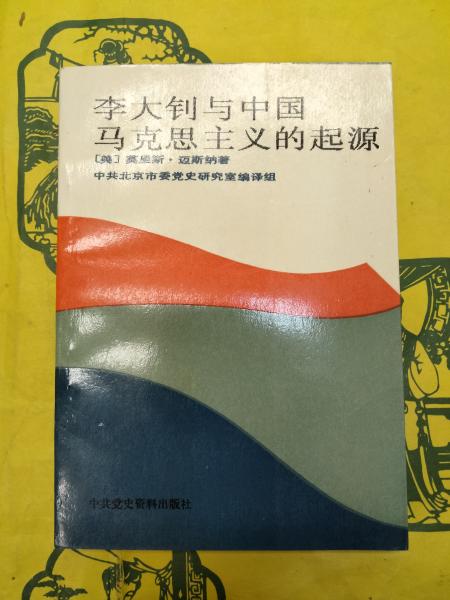 李大钊与中国
马克思主义的起源
[美] 莫里斯·迈斯纳著
中共北京市委党史研究室编译组
中共党史资料出版社